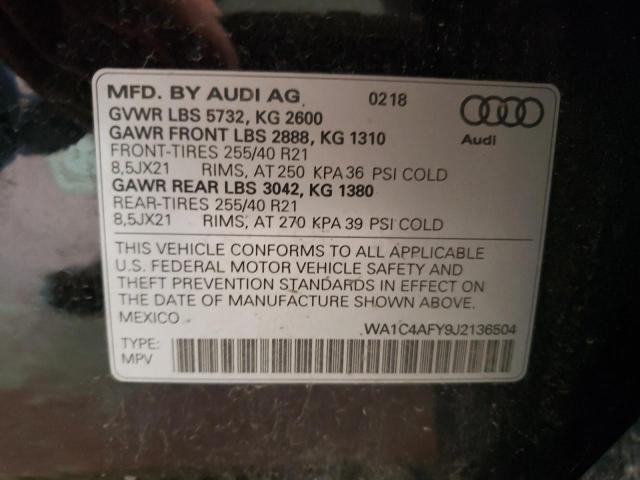 MFD. BY AUDI AG 0218
GVWR LBS 5732, KG 2600
GAWR FRONT LBS 2888, KG 1310 Audi
FRONT-TIRES 255/40 R21
8,5JX21 RIMS, AT 250 KPA 36 PSI COLD
GAWR REAR LBS 3042, KG 1380
REAR-TIRES 255/40 R21
8,5JX21 RIMS, AT 270 KPA 39 PSI COLD
THIS VEHICLE CONFORMS TO ALL APPLICABLE
U.S. FEDERAL MOTOR VEHICLE SAFETY AND
THEFT PREVENTION STANDARDS IN EFFECT ON
THE DATE OF MANUFACTURE SHOWN ABOVE.
MEXICO WA1C4AFY9J2136504
TYPE:
MPV